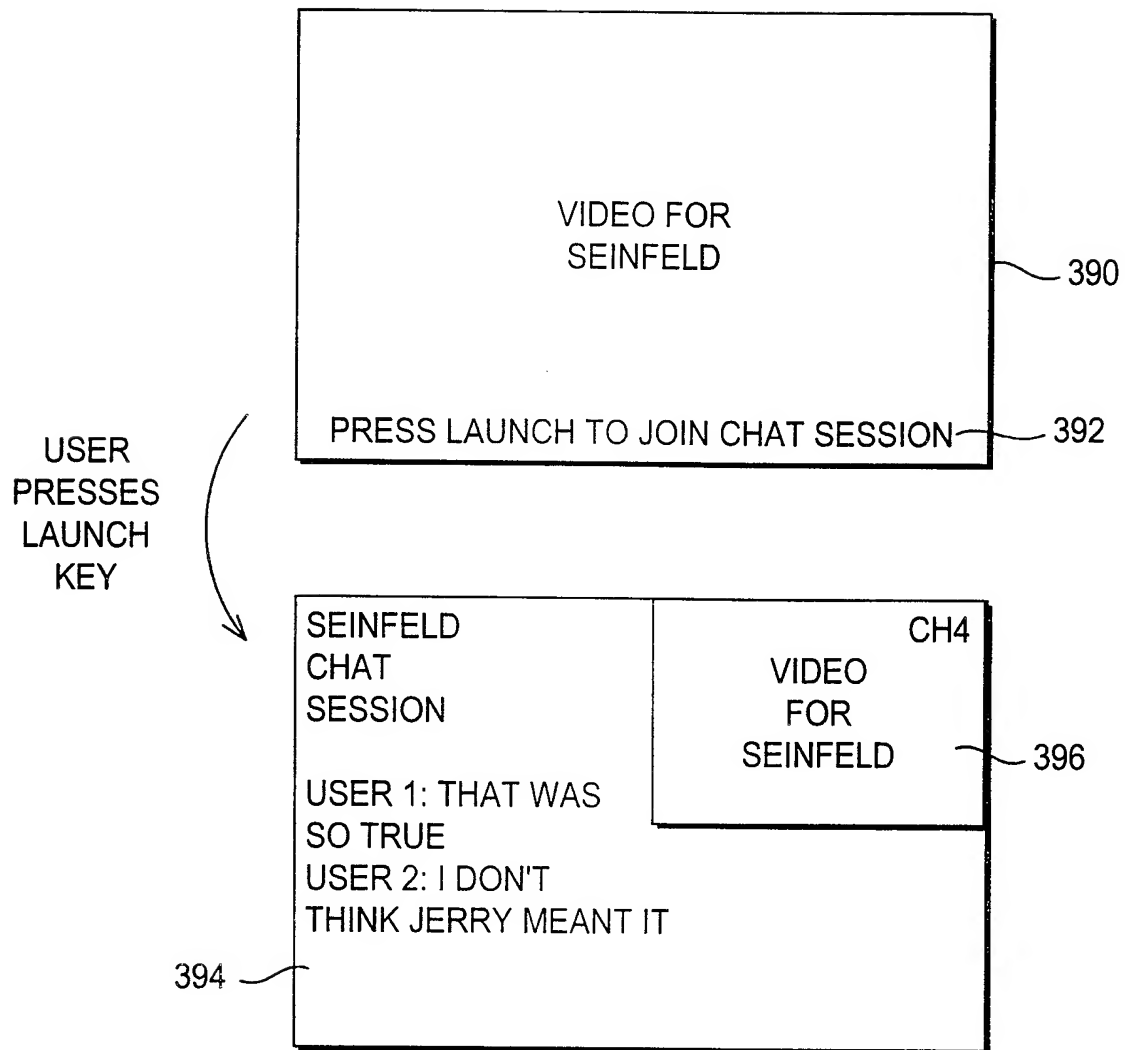 VIDEO FOR
SEINFELD
390
PRESS LAUNCH TO JOIN CHAT SESSION
392
USER
PRESSES
LAUNCH
KEY
SEINFELD
CHAT
SESSION
CH4
VIDEO
FOR
SEINFELD
396
USER 1: THAT WAS
SO TRUE
USER 2: I DON'T
THINK JERRY MEANT IT
394